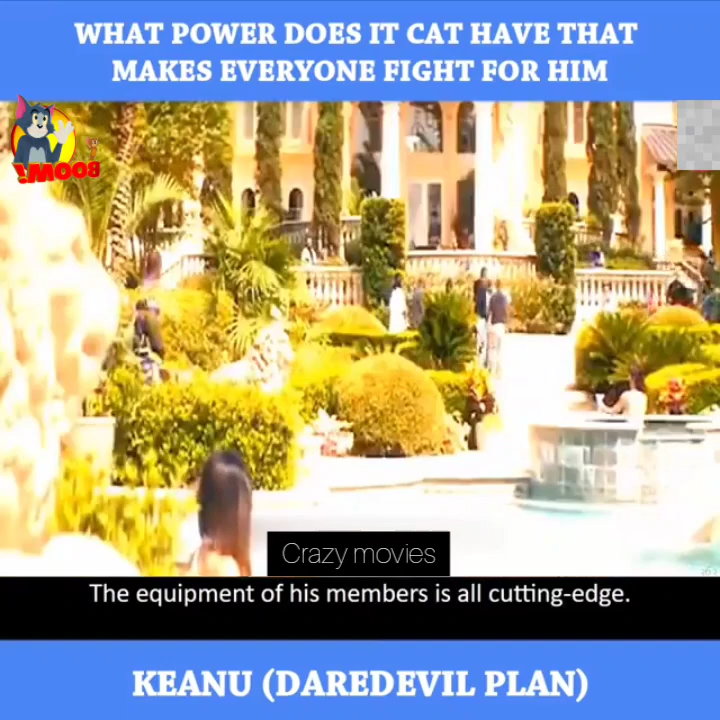 WHAT POWER DOES IT CAT HAVE THAT
MAKES EVERYONE FIGHT FOR HIM
BOOM!
Crazy movies
The equipment of his members is all cutting-edge.
KEANU (DAREDEVIL PLAN)